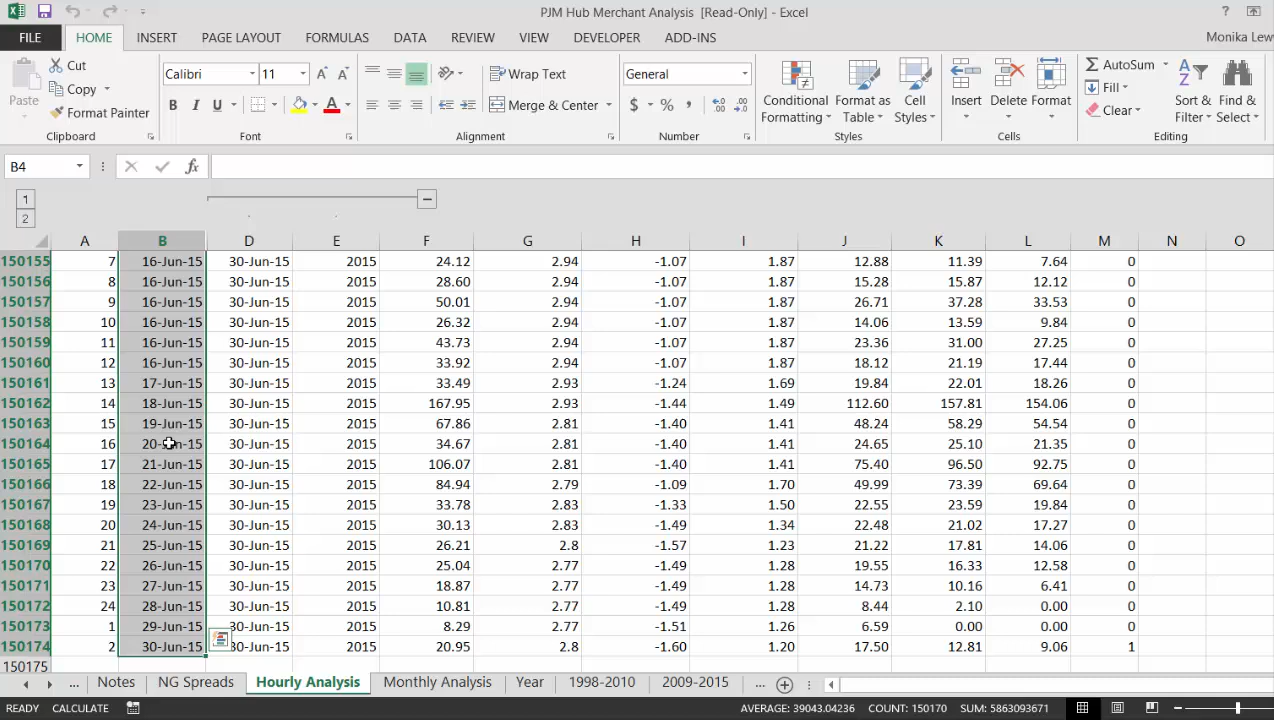 PJM Hub Merchant Analysis [Read-Only] - Excel
?
FILE HOME INSERT PAGE LAYOUT FORMULAS DATA REVIEW VIEW DEVELOPER ADD-INS Monika Lew
Paste Cut Copy Format Painter Clipboard
Calibri 11 B I U A Font
Wrap Text Merge & Center Alignment
General $ % , Number
Conditional Formatting Format as Table Cell Styles Styles
Insert Delete Format Cells
AutoSum Fill Clear Sort & Filter Find & Select Editing
B4 fx
1
2
A B D E F G H I J K L M N O
150155 7 16-Jun-15 30-Jun-15 2015 24.12 2.94 -1.07 1.87 12.88 11.39 7.64 0
150156 8 16-Jun-15 30-Jun-15 2015 28.60 2.94 -1.07 1.87 15.28 15.87 12.12 0
150157 9 16-Jun-15 30-Jun-15 2015 50.01 2.94 -1.07 1.87 26.71 37.28 33.53 0
150158 10 16-Jun-15 30-Jun-15 2015 26.32 2.94 -1.07 1.87 14.06 13.59 9.84 0
150159 11 16-Jun-15 30-Jun-15 2015 43.73 2.94 -1.07 1.87 23.36 31.00 27.25 0
150160 12 16-Jun-15 30-Jun-15 2015 33.92 2.94 -1.07 1.87 18.12 21.19 17.44 0
150161 13 17-Jun-15 30-Jun-15 2015 33.49 2.93 -1.24 1.69 19.84 22.01 18.26 0
150162 14 18-Jun-15 30-Jun-15 2015 167.95 2.93 -1.44 1.49 112.60 157.81 154.06 0
150163 15 19-Jun-15 30-Jun-15 2015 67.86 2.81 -1.40 1.41 48.24 58.29 54.54 0
150164 16 20-Jun-15 30-Jun-15 2015 34.67 2.81 -1.40 1.41 24.65 25.10 21.35 0
150165 17 21-Jun-15 30-Jun-15 2015 106.07 2.81 -1.40 1.41 75.40 96.50 92.75 0
150166 18 22-Jun-15 30-Jun-15 2015 84.94 2.79 -1.09 1.70 49.99 73.39 69.64 0
150167 19 23-Jun-15 30-Jun-15 2015 33.78 2.83 -1.33 1.50 22.55 23.59 19.84 0
150168 20 24-Jun-15 30-Jun-15 2015 30.13 2.83 -1.49 1.34 22.48 21.02 17.27 0
150169 21 25-Jun-15 30-Jun-15 2015 26.21 2.8 -1.57 1.23 21.22 17.81 14.06 0
150170 22 26-Jun-15 30-Jun-15 2015 25.04 2.77 -1.49 1.28 19.55 16.33 12.58 0
150171 23 27-Jun-15 30-Jun-15 2015 18.87 2.77 -1.49 1.28 14.73 10.16 6.41 0
150172 24 28-Jun-15 30-Jun-15 2015 10.81 2.77 -1.49 1.28 8.44 2.10 0.00 0
150173 1 29-Jun-15 30-Jun-15 2015 8.29 2.77 -1.51 1.26 6.59 0.00 0.00 0
150174 2 30-Jun-15 30-Jun-15 2015 20.95 2.8 -1.60 1.20 17.50 12.81 9.06 1
150175
... Notes NG Spreads Hourly Analysis Monthly Analysis Year 1998-2010 2009-2015 ...
READY CALCULATE AVERAGE: 39043.04236 COUNT: 150170 SUM: 5863093671